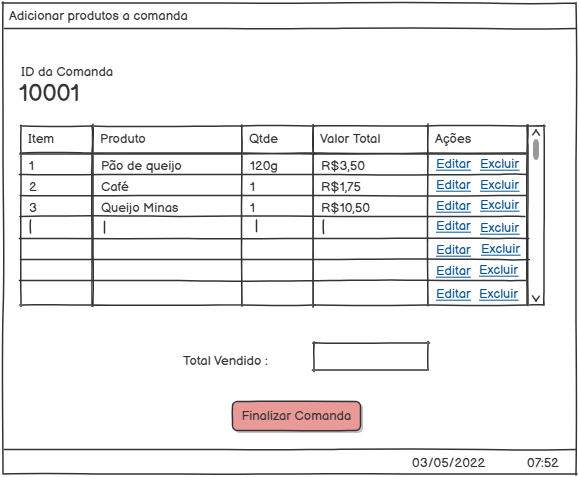 Adicionar produtos a comanda
ID da Comanda
10001
Item Produto Qtde Valor Total Ações
1 Pão de queijo 120g R$3,50 Editar Excluir
2 Café 1 R$1,75 Editar Excluir
3 Queijo Minas 1 R$10,50 Editar Excluir
| | | | Editar Excluir
Editar Excluir
Editar Excluir
Editar Excluir
Total Vendido :
Finalizar Comanda
03/05/2022 07:52